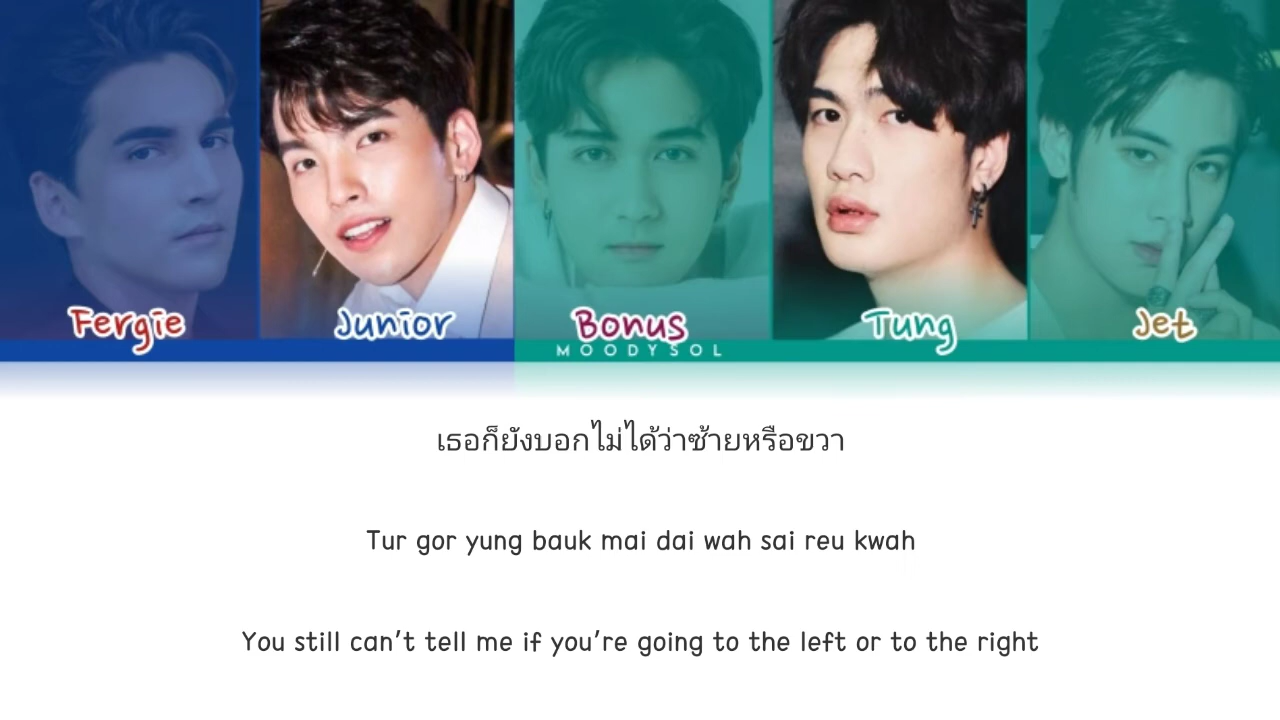 Fergie Junior Bonus Tung Jet
MOODYSOL
เธอก็ยังบอกไม่ได้ว่าซ้ายหรือขวา
Tur gor yung bauk mai dai wah sai reu kwah
You still can't tell me if you're going to the left or to the right